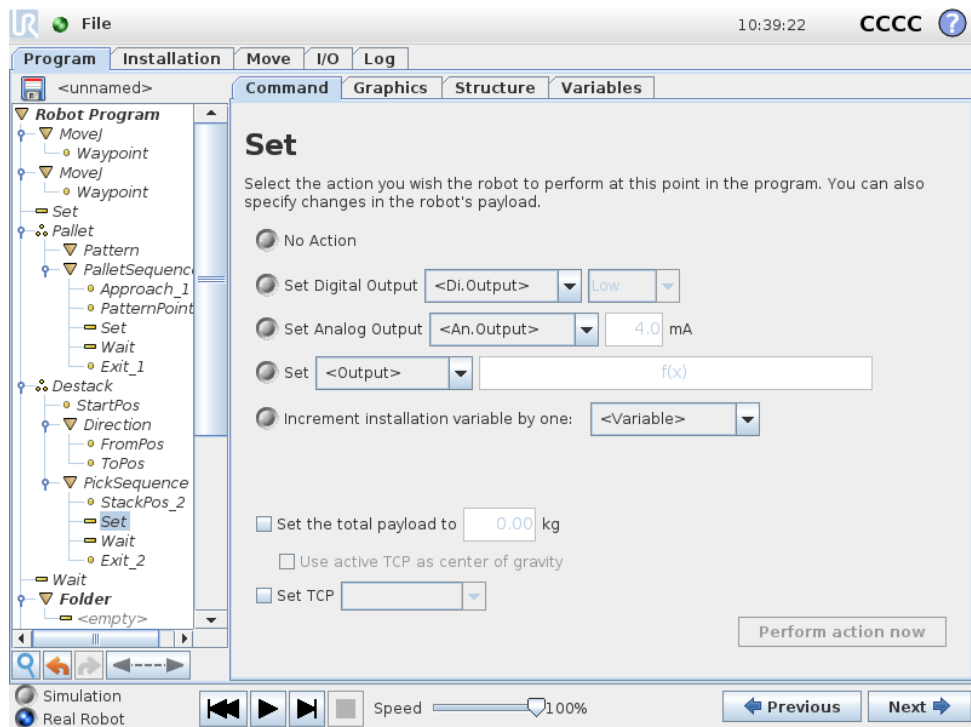 UR File 10:39:22 CCCC ?
Program Installation Move I/O Log
<unnamed> Command Graphics Structure Variables
Robot Program
MoveJ
Waypoint
MoveJ
Waypoint
Set
Pallet
Pattern
PalletSequenc
Approach_1
PatternPoint
Set
Wait
Exit_1
Destack
StartPos
Direction
FromPos
ToPos
PickSequence
StackPos_2
Set
Wait
Exit_2
Wait
Folder
<empty>
Set
Select the action you wish the robot to perform at this point in the program. You can also
specify changes in the robot's payload.
No Action
Set Digital Output <Di.Output> Low
Set Analog Output <An.Output> 4.0 mA
Set <Output> f(x)
Increment installation variable by one: <Variable>
Set the total payload to 0.00 kg
Use active TCP as center of gravity
Set TCP
Perform action now
Simulation
Real Robot
Speed 100%
Previous Next